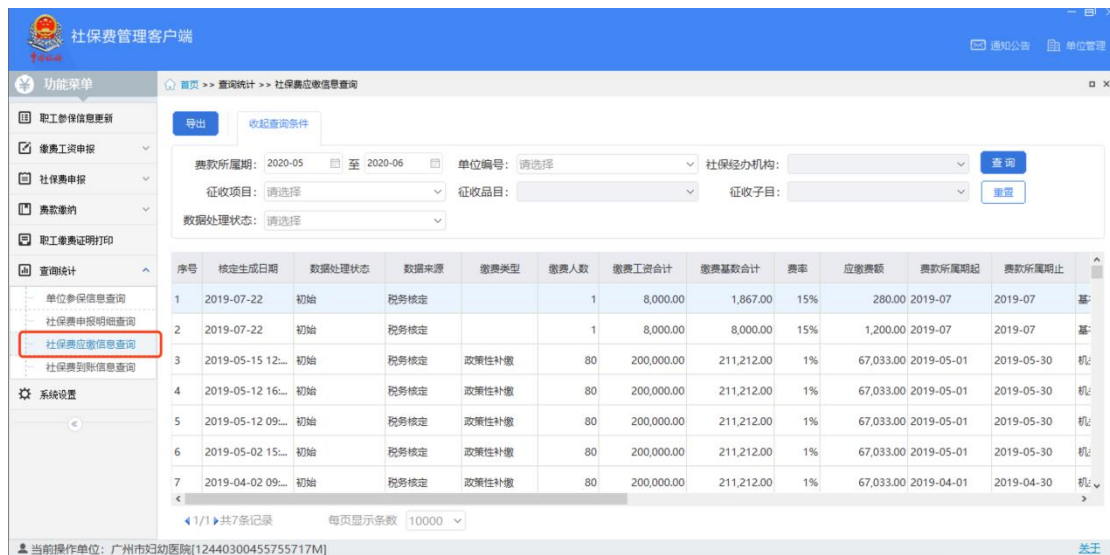 社保费管理客户端
通知公告 单位管理
功能菜单
首页 >> 查询统计 >> 社保费应缴信息查询
职工参保信息更新
缴费工资申报
社保费申报
费款缴纳
职工缴费证明打印
查询统计
单位参保信息查询
社保费申报明细查询
社保费应缴信息查询
社保费到账信息查询
系统设置
导出 收起查询条件
费款所属期: 2020-05 至 2020-06 单位编号: 请选择 社保经办机构: 查询
征收项目: 请选择 征收品目: 征收子目: 重置
数据处理状态: 请选择
序号 核定生成日期 数据处理状态 数据来源 缴费类型 缴费人数 缴费工资合计 缴费基数合计 费率 应缴费额 费款所属期起 费款所属期止
1 2019-07-22 初始 税务核定 1 8,000.00 1,867.00 15% 280.00 2019-07 2019-07
2 2019-07-22 初始 税务核定 1 8,000.00 8,000.00 15% 1,200.00 2019-07 2019-07
3 2019-05-15 12:... 初始 税务核定 政策性补缴 80 200,000.00 211,212.00 1% 67,033.00 2019-05-01 2019-05-30
4 2019-05-12 16:... 初始 税务核定 政策性补缴 80 200,000.00 211,212.00 1% 67,033.00 2019-05-01 2019-05-30
5 2019-05-12 09:... 初始 税务核定 政策性补缴 80 200,000.00 211,212.00 1% 67,033.00 2019-05-01 2019-05-30
6 2019-05-02 15:... 初始 税务核定 政策性补缴 80 200,000.00 211,212.00 1% 67,033.00 2019-05-01 2019-05-30
7 2019-04-02 09:... 初始 税务核定 政策性补缴 80 200,000.00 211,212.00 1% 67,033.00 2019-04-01 2019-04-30
1/1 共7条记录 每页显示条数 10000
当前操作单位: 广州市妇幼医院[12440300455755717M] 关于